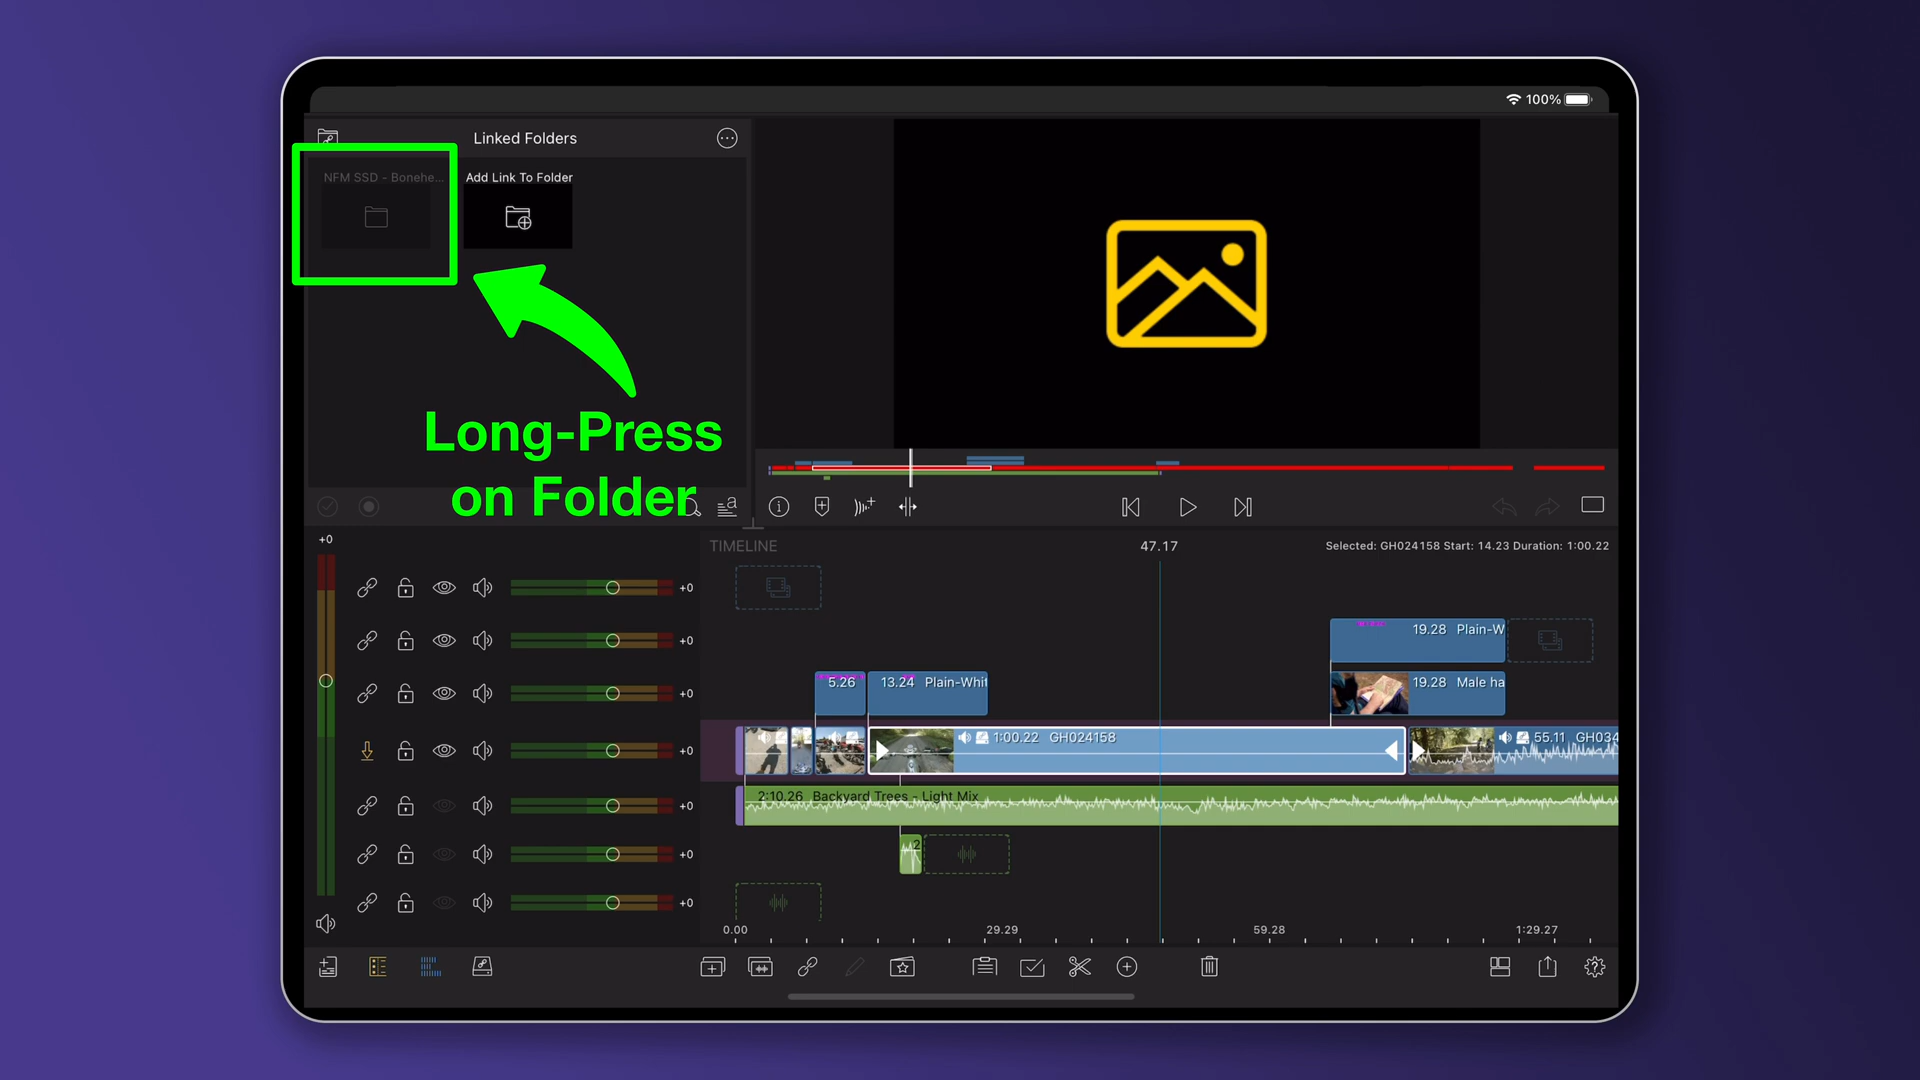 100%
Linked Folders
NFM SSD - Bonehe...
Add Link To Folder
Long-Press
on Folder
+0
TIMELINE
47.17
Selected: GH024158 Start: 14.23 Duration: 1:00.22
+0
+0
19.28 Plain-W
+0
5.26
13.24 Plain-Whit
19.28 Male ha
+0
1:00.22 GH024158
55.11 GH034
+0
2:10.26 Backyard Trees - Light Mix
+0
2
+0
0.00
29.29
59.28
1:29.27